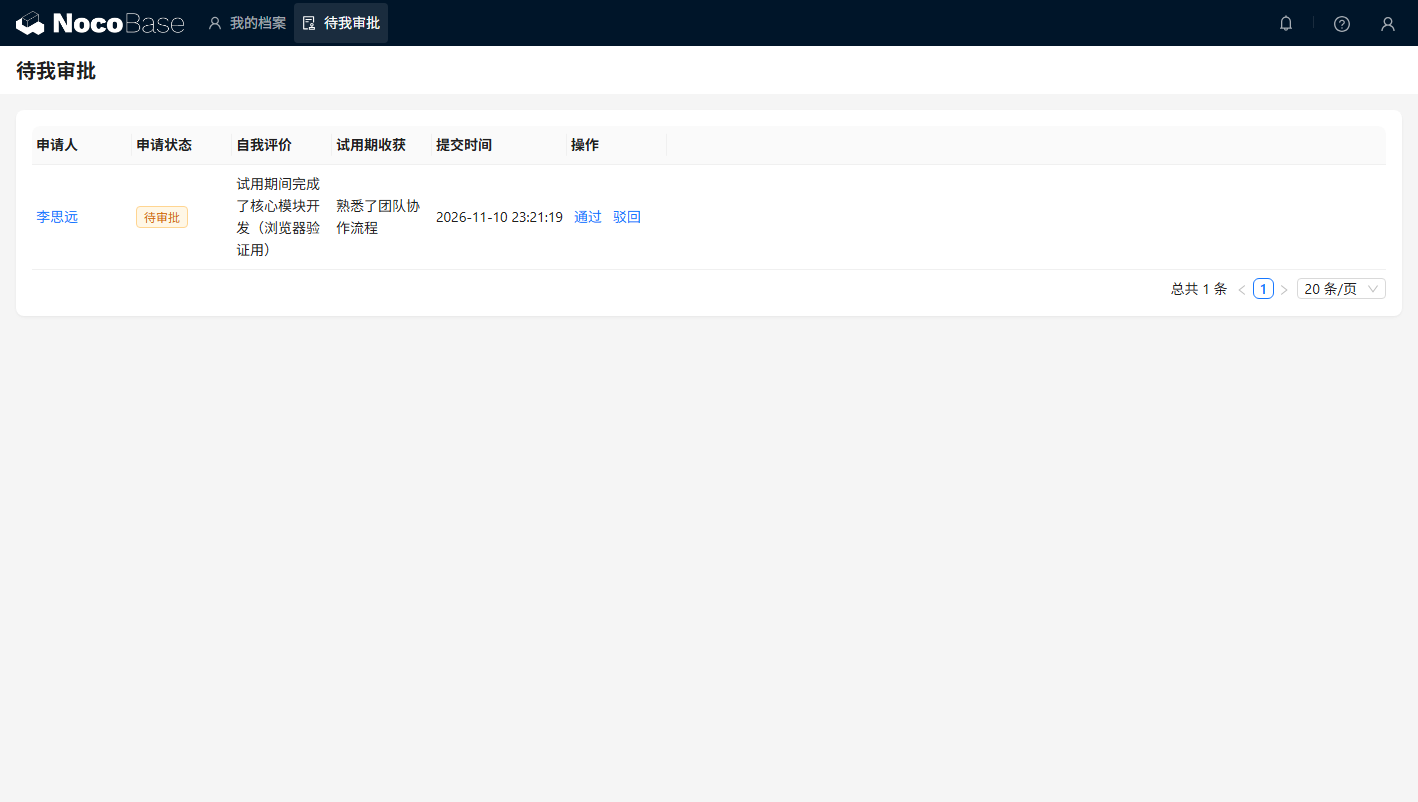 NocoBase 我的档案 待我审批
待我审批
申请人 申请状态 自我评价 试用期收获 提交时间 操作
李思远 待审批
试用期间完成
了核心模块开
发（浏览器验
证用）
熟悉了团队协
作流程
2026-11-10 23:21:19 通过 驳回
总共 1 条 1 20 条/页